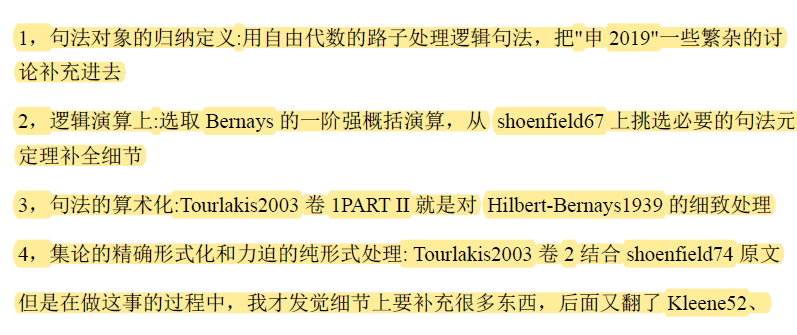 1，句法对象的归纳定义:用自由代数的路子处理逻辑句法，把"申 2019"一些繁杂的讨
论补充进去
2，逻辑演算上:选取 Bernays 的一阶强概括演算，从 shoenfield67 上挑选必要的句法元
定理补全细节
3，句法的算术化:Tourlakis2003 卷 1PART II 就是对 Hilbert-Bernays1939 的细致处理
4，集论的精确形式化和力迫的纯形式处理: Tourlakis2003 卷 2 结合 shoenfield74 原文
但是在做这事的过程中，我才发觉细节上要补充很多东西，后面又翻了 Kleene52、